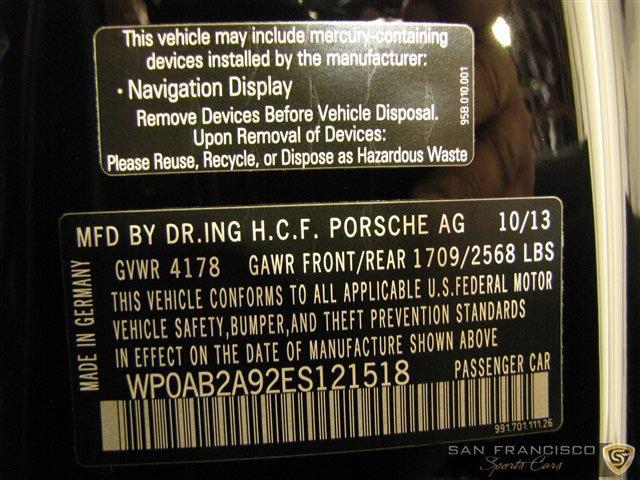 This vehicle may include mercury-containing
devices installed by the manufacturer:
· Navigation Display
Remove Devices Before Vehicle Disposal.
Upon Removal of Devices:
Please Reuse, Recycle, or Dispose as Hazardous Waste
95B.010.001
MFD BY DR.ING H.C.F. PORSCHE AG 10/13
GVWR 4178 GAWR FRONT/REAR 1709/2568 LBS
THIS VEHICLE CONFORMS TO ALL APPLICABLE U.S.FEDERAL MOTOR
VEHICLE SAFETY,BUMPER,AND THEFT PREVENTION STANDARDS
IN EFFECT ON THE DATE OF MANUFACTURE SHOWN ABOVE
WP0AB2A92ES121518 PASSENGER CAR
MADE IN GERMANY
991.701.111.26
SAN FRANCISCO
Sports Cars